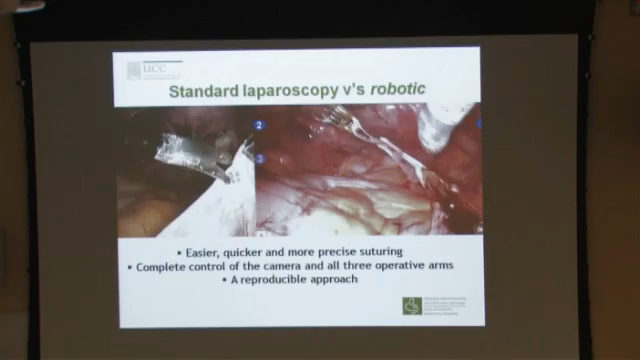 UCC
Standard laparoscopy v's robotic
2
3
▪ Easier, quicker and more precise suturing
▪ Complete control of the camera and all three operative arms
▪ A reproducible approach